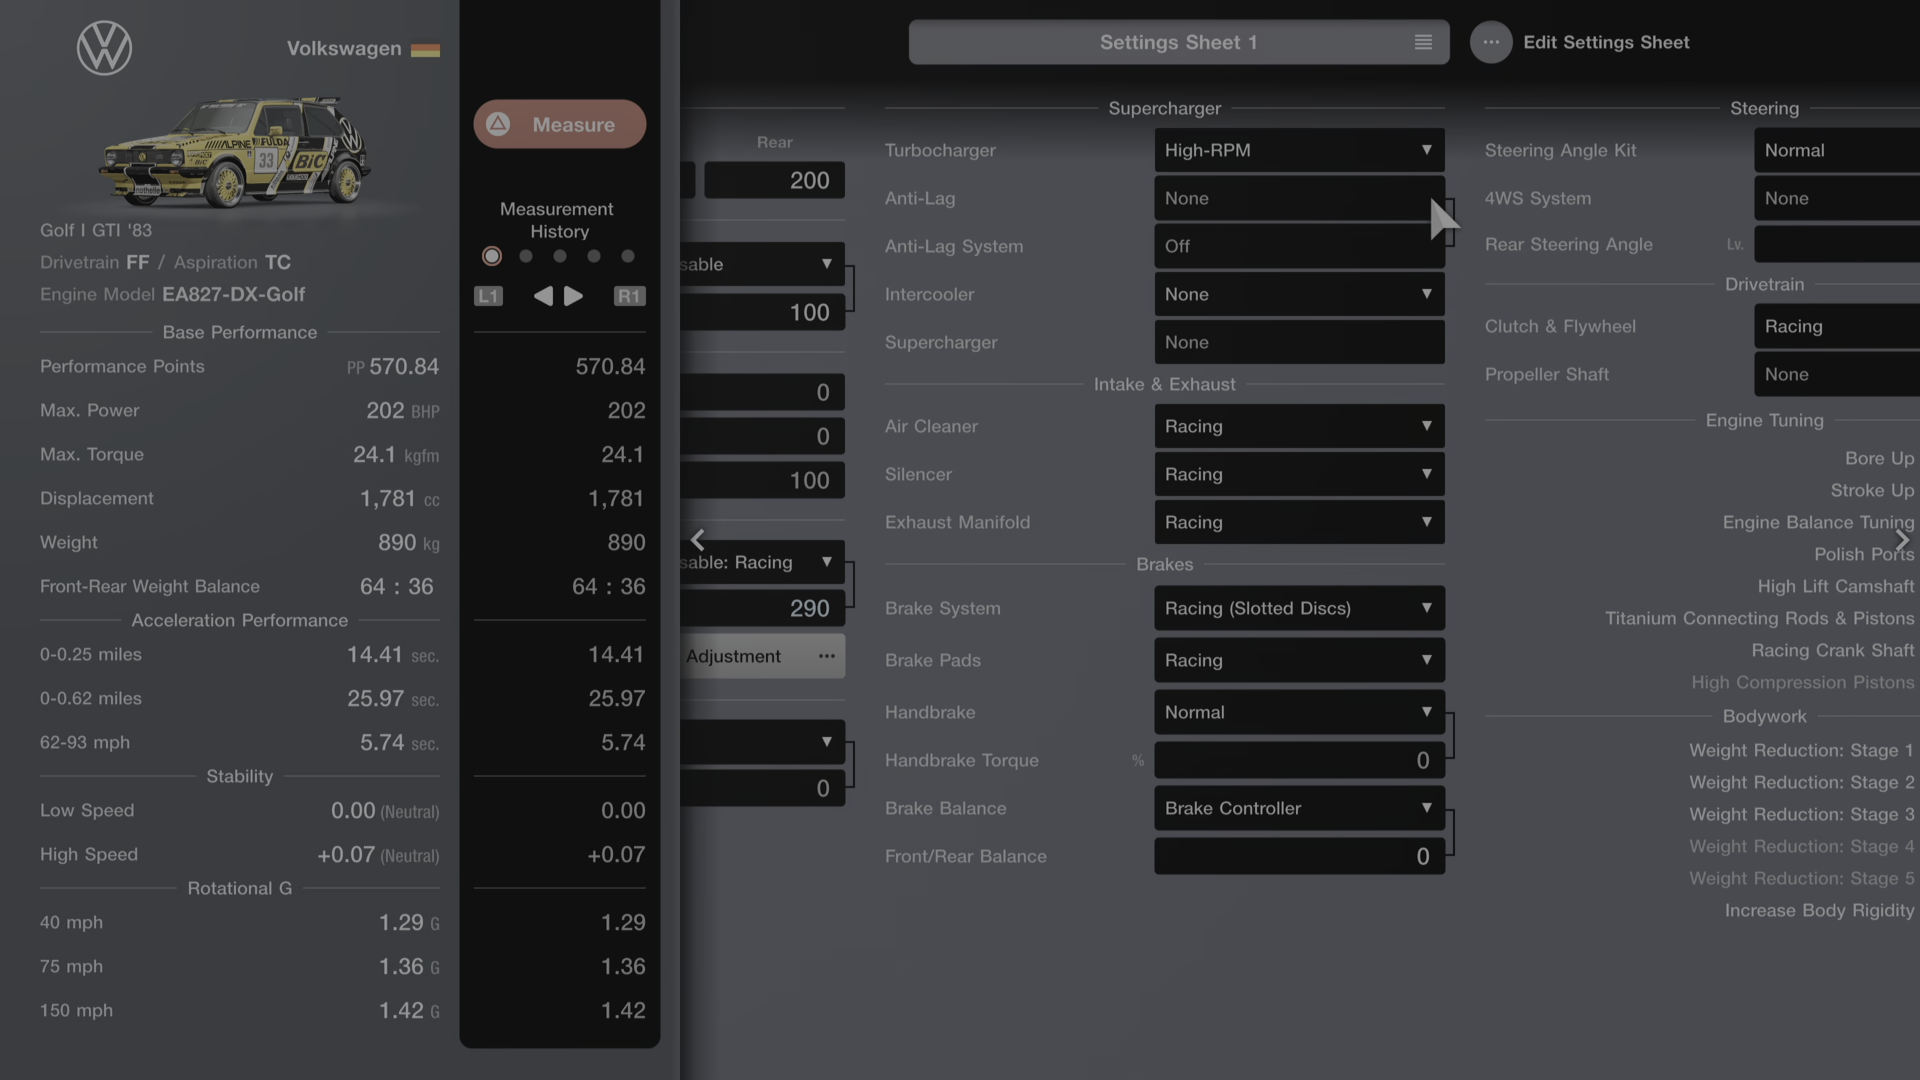 Volkswagen
Golf I GTI '83
Drivetrain FF / Aspiration TC
Engine Model EA827-DX-Golf
Base Performance
Performance Points PP 570.84
Max. Power 202 BHP
Max. Torque 24.1 kgfm
Displacement 1,781 cc
Weight 890 kg
Front-Rear Weight Balance 64 : 36
Acceleration Performance
0-0.25 miles 14.41 sec.
0-0.62 miles 25.97 sec.
62-93 mph 5.74 sec.
Stability
Low Speed 0.00 (Neutral)
High Speed +0.07 (Neutral)
Rotational G
40 mph 1.29 G
75 mph 1.36 G
150 mph 1.42 G
ALPINE FULDA
33
BiC
BiC
nothelle
Measure
Measurement
History
L1 R1
570.84
202
24.1
1,781
890
64 : 36
14.41
25.97
5.74
0.00
+0.07
1.29
1.36
1.42
Settings Sheet 1
Edit Settings Sheet
Rear
200
sable
100
0
0
100
sable: Racing
290
Adjustment
0
Supercharger
Turbocharger High-RPM
Anti-Lag None
Anti-Lag System Off
Intercooler None
Supercharger None
Intake & Exhaust
Air Cleaner Racing
Silencer Racing
Exhaust Manifold Racing
Brakes
Brake System Racing (Slotted Discs)
Brake Pads Racing
Handbrake Normal
Handbrake Torque % 0
Brake Balance Brake Controller
Front/Rear Balance 0
Steering
Steering Angle Kit Normal
4WS System None
Rear Steering Angle Lv.
Drivetrain
Clutch & Flywheel Racing
Propeller Shaft None
Engine Tuning
Bore Up
Stroke Up
Engine Balance Tuning
Polish Ports
High Lift Camshaft
Titanium Connecting Rods & Pistons
Racing Crank Shaft
High Compression Pistons
Bodywork
Weight Reduction: Stage 1
Weight Reduction: Stage 2
Weight Reduction: Stage 3
Weight Reduction: Stage 4
Weight Reduction: Stage 5
Increase Body Rigidity